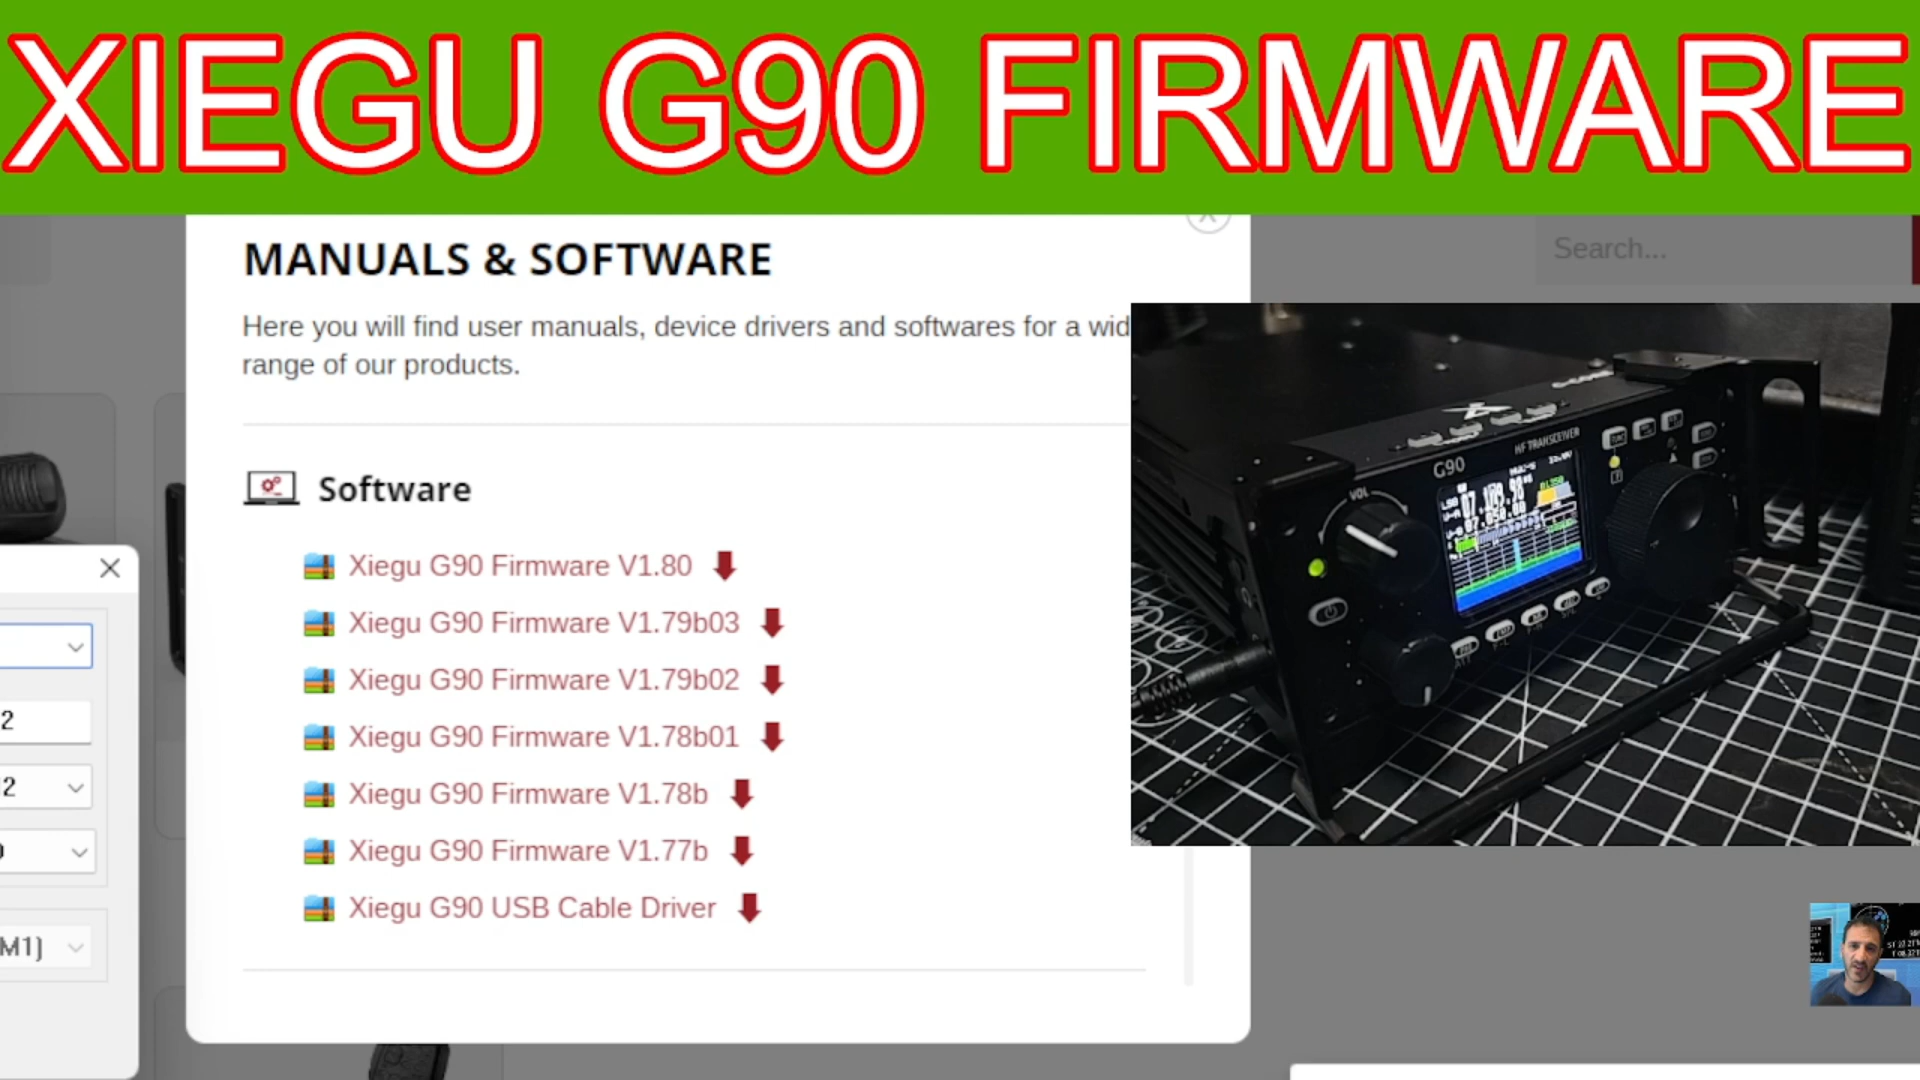 XIEGU G90 FIRMWARE
MANUALS & SOFTWARE
Search...
Here you will find user manuals, device drivers and softwares for a wid
range of our products.
Software
Xiegu G90 Firmware V1.80
Xiegu G90 Firmware V1.79b03
Xiegu G90 Firmware V1.79b02
Xiegu G90 Firmware V1.78b01
Xiegu G90 Firmware V1.78b
Xiegu G90 Firmware V1.77b
Xiegu G90 USB Cable Driver
2
12
M1)
G90
HF TRANSCEIVER
VOL